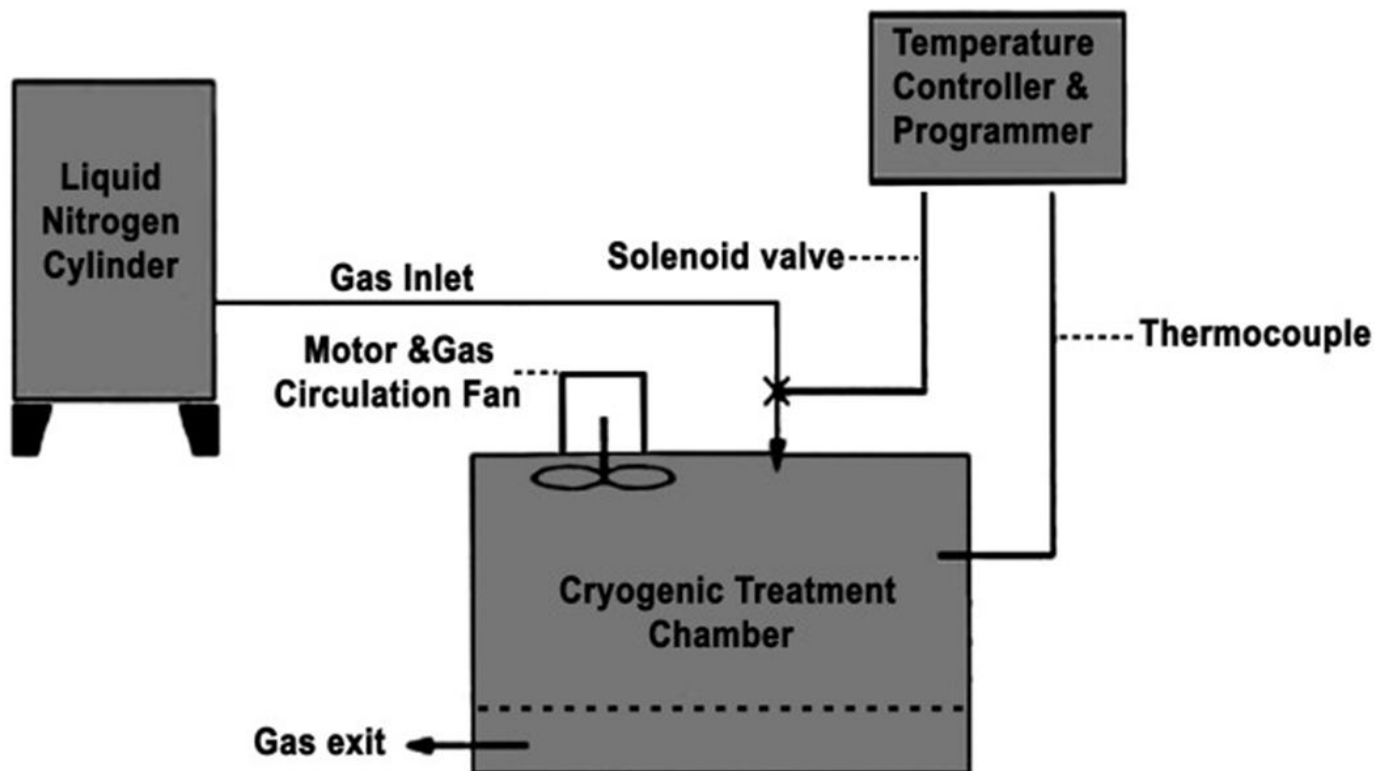 Temperature
Controller &
Programmer
Liquid
Nitrogen
Cylinder
Solenoid valve
Gas Inlet
Thermocouple
Motor &Gas
Circulation Fan
Cryogenic Treatment
Chamber
Gas exit